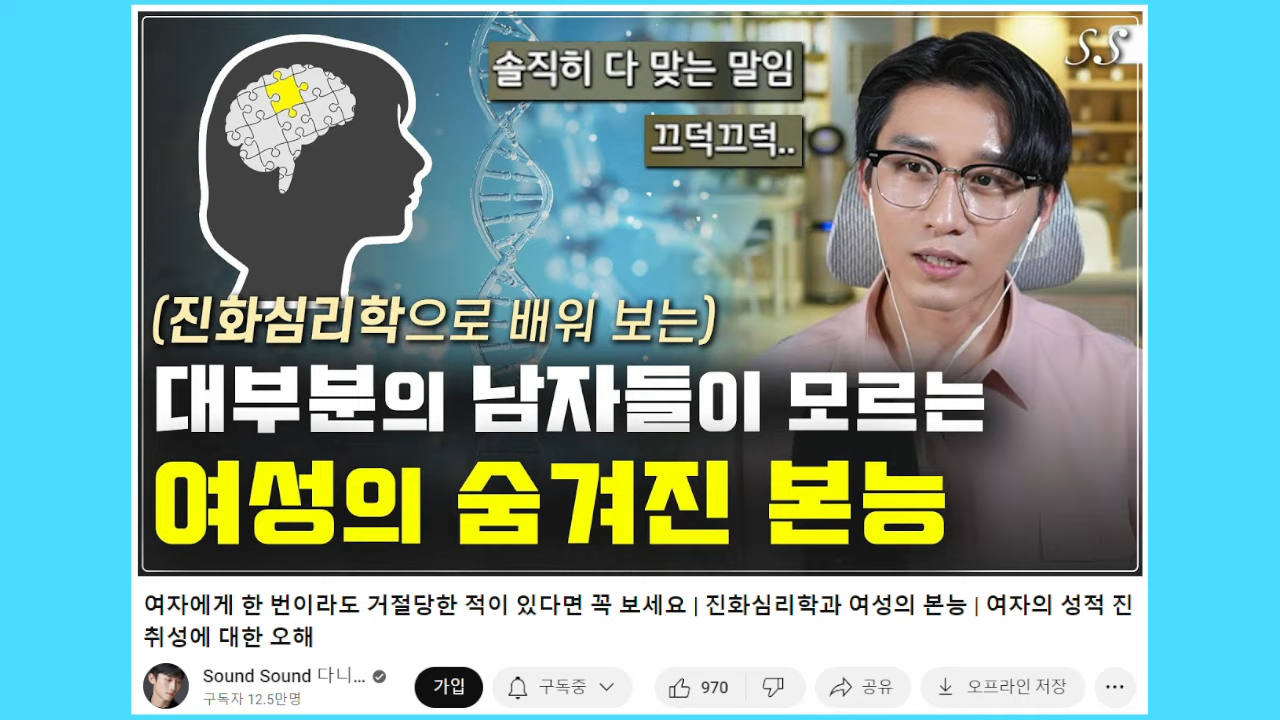 SS
솔직히 다 맞는 말임
끄덕끄덕..
(진화심리학으로 배워 보는)
대부분의 남자들이 모르는
여성의 숨겨진 본능
여자에게 한 번이라도 거절당한 적이 있다면 꼭 보세요 | 진화심리학과 여성의 본능 | 여자의 성적 진
취성에 대한 오해
Sound Sound 다니...
구독자 12.5만명
가입
구독중
970
공유
오프라인 저장